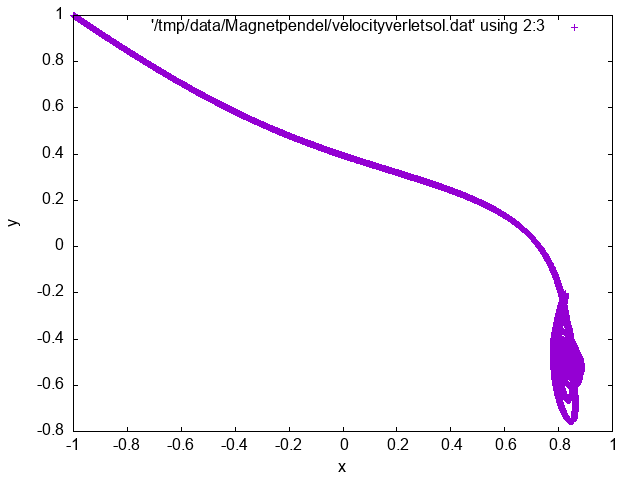 '/tmp/data/Magnetpendel/velocityverletsol.dat' using 2:3
1
0.8
0.6
0.4
0.2
0
-0.2
-0.4
-0.6
-0.8
y
-1 -0.8 -0.6 -0.4 -0.2 0 0.2 0.4 0.6 0.8 1
x